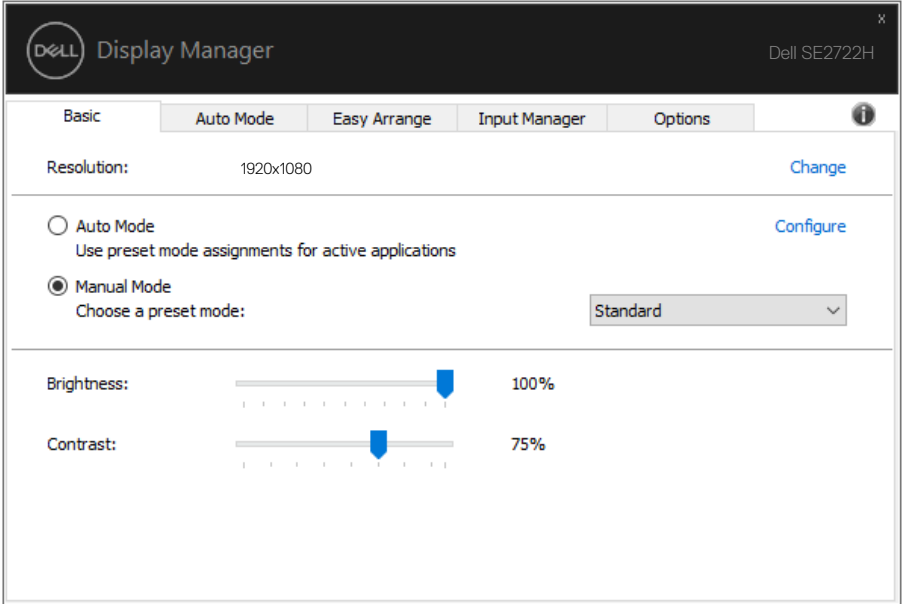 DELL Display Manager
x
Dell SE2722H
Basic Auto Mode Easy Arrange Input Manager Options
Resolution: 1920x1080 Change
Auto Mode Configure
Use preset mode assignments for active applications
Manual Mode
Choose a preset mode: Standard
Brightness: 100%
Contrast: 75%